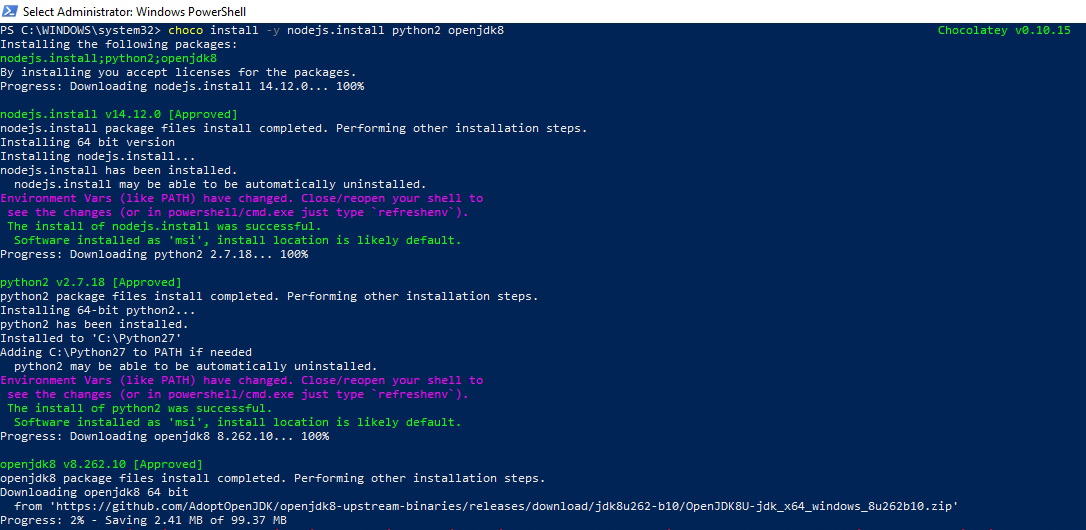 Select Administrator: Windows PowerShell
PS C:\WINDOWS\system32> choco install -y nodejs.install python2 openjdk8 Chocolatey v0.10.15
Installing the following packages:
nodejs.install;python2;openjdk8
By installing you accept licenses for the packages.
Progress: Downloading nodejs.install 14.12.0... 100%
nodejs.install v14.12.0 [Approved]
nodejs.install package files install completed. Performing other installation steps.
Installing 64 bit version
Installing nodejs.install...
nodejs.install has been installed.
  nodejs.install may be able to be automatically uninstalled.
Environment Vars (like PATH) have changed. Close/reopen your shell to
 see the changes (or in powershell/cmd.exe just type `refreshenv`).
 The install of nodejs.install was successful.
  Software installed as 'msi', install location is likely default.
Progress: Downloading python2 2.7.18... 100%
python2 v2.7.18 [Approved]
python2 package files install completed. Performing other installation steps.
Installing 64-bit python2...
python2 has been installed.
Installed to 'C:\Python27'
Adding C:\Python27 to PATH if needed
  python2 may be able to be automatically uninstalled.
Environment Vars (like PATH) have changed. Close/reopen your shell to
 see the changes (or in powershell/cmd.exe just type `refreshenv`).
 The install of python2 was successful.
  Software installed as 'msi', install location is likely default.
Progress: Downloading openjdk8 8.262.10... 100%
openjdk8 v8.262.10 [Approved]
openjdk8 package files install completed. Performing other installation steps.
Downloading openjdk8 64 bit
  from 'https://github.com/AdoptOpenJDK/openjdk8-upstream-binaries/releases/download/jdk8u262-b10/OpenJDK8U-jdk_x64_windows_8u262b10.zip'
Progress: 2% - Saving 2.41 MB of 99.37 MB